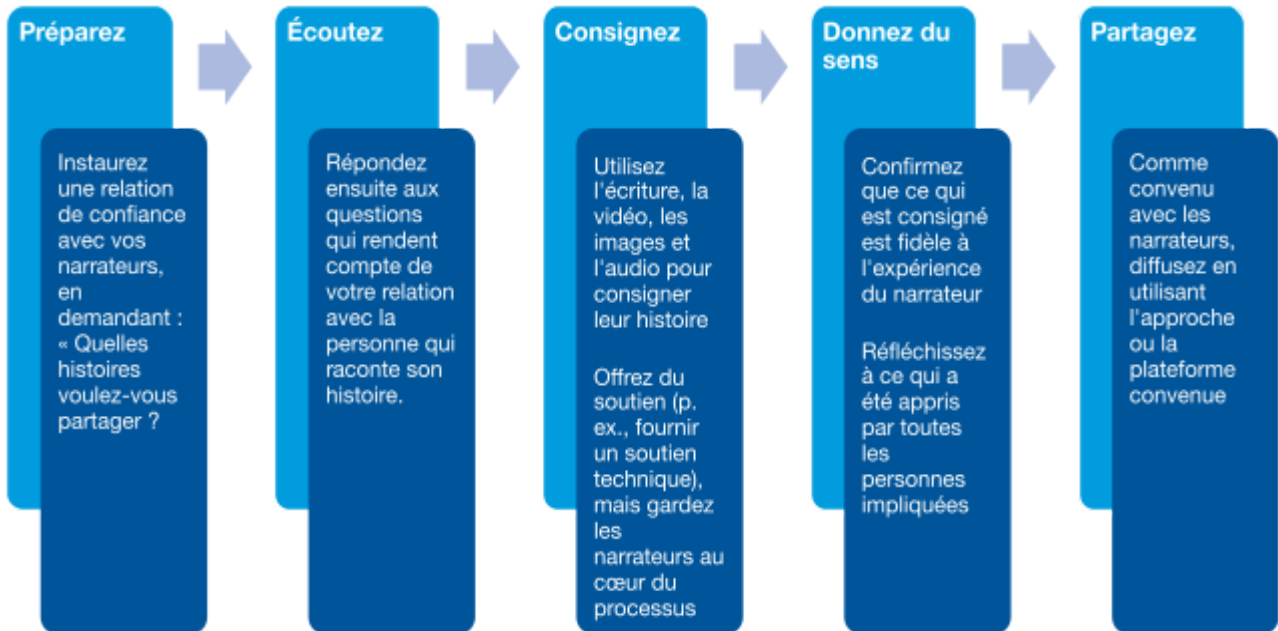 Préparez
Instaurez
une relation
de confiance
avec vos
narrateurs,
en
demandant :
« Quelles
histoires
voulez-vous
partager ?
Écoutez
Répondez
ensuite aux
questions
qui rendent
compte de
votre relation
avec la
personne qui
raconte son
histoire.
Consignez
Utilisez
l'écriture, la
vidéo, les
images et
l'audio pour
consigner
leur histoire
Offrez du
soutien (p.
ex., fournir
un soutien
technique),
mais gardez
les
narrateurs au
cœur du
processus
Donnez du
sens
Confirmez
que ce qui
est consigné
est fidèle à
l'expérience
du narrateur
Réfléchissez
à ce qui a
été appris
par toutes
les
personnes
impliquées
Partagez
Comme
convenu
avec les
narrateurs,
diffusez en
utilisant
l'approche
ou la
plateforme
convenue